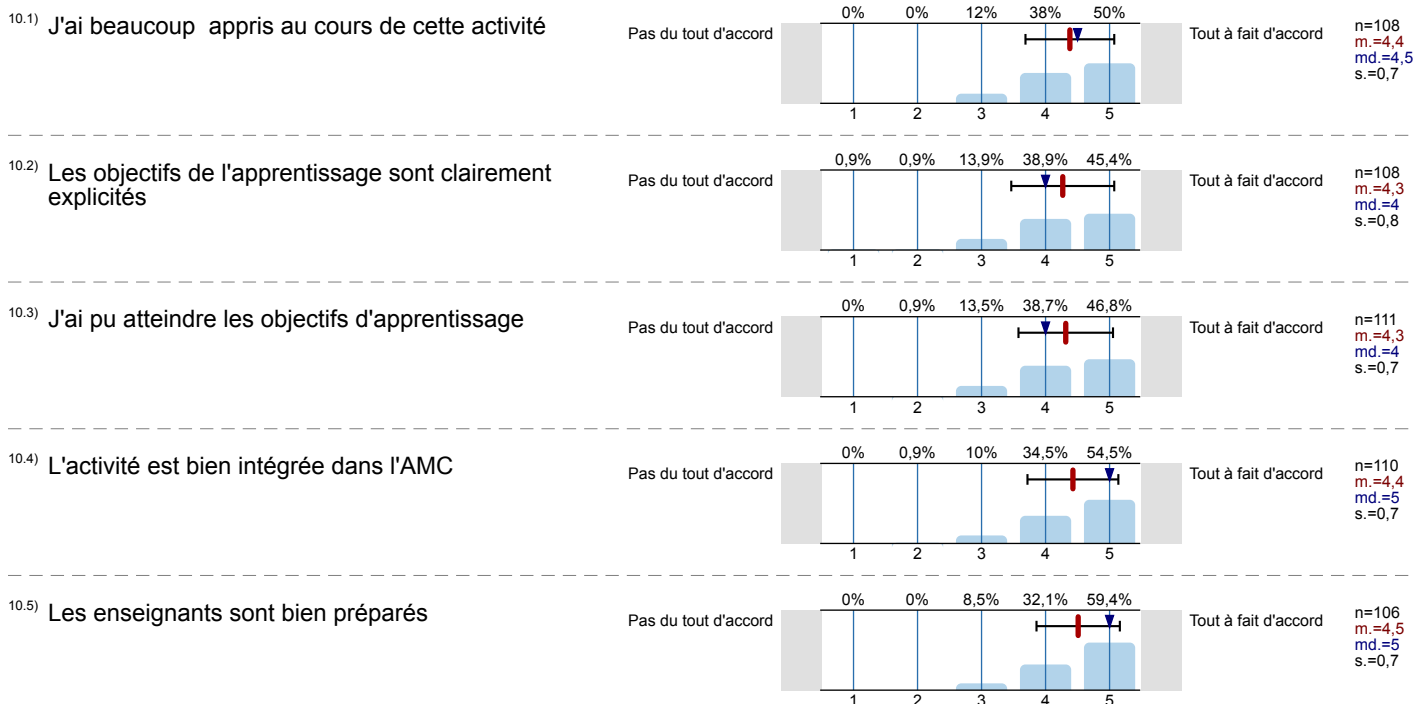 10.1) J'ai beaucoup appris au cours de cette activité
Pas du tout d'accord
0% 0% 12% 38% 50%
1 2 3 4 5
Tout à fait d'accord
n=108
m.=4,4
md.=4,5
s.=0,7
10.2) Les objectifs de l'apprentissage sont clairement
explicités
Pas du tout d'accord
0,9% 0,9% 13,9% 38,9% 45,4%
1 2 3 4 5
Tout à fait d'accord
n=108
m.=4,3
md.=4
s.=0,8
10.3) J'ai pu atteindre les objectifs d'apprentissage
Pas du tout d'accord
0% 0,9% 13,5% 38,7% 46,8%
1 2 3 4 5
Tout à fait d'accord
n=111
m.=4,3
md.=4
s.=0,7
10.4) L'activité est bien intégrée dans l'AMC
Pas du tout d'accord
0% 0,9% 10% 34,5% 54,5%
1 2 3 4 5
Tout à fait d'accord
n=110
m.=4,4
md.=5
s.=0,7
10.5) Les enseignants sont bien préparés
Pas du tout d'accord
0% 0% 8,5% 32,1% 59,4%
1 2 3 4 5
Tout à fait d'accord
n=106
m.=4,5
md.=5
s.=0,7